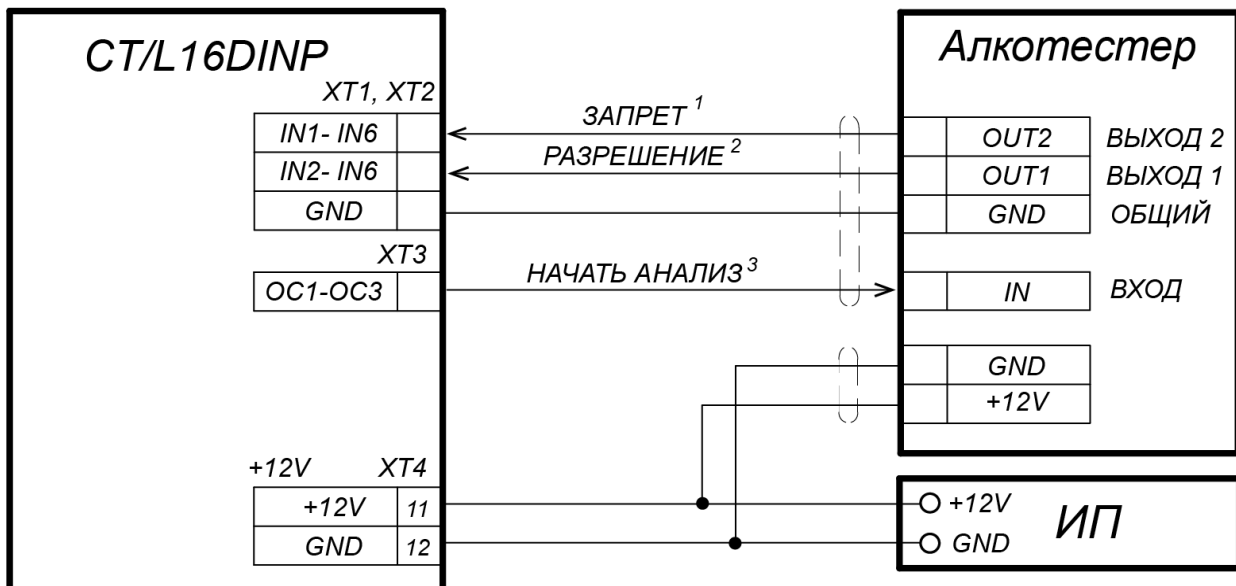 CT/L16DINP
XT1, XT2
IN1- IN6
IN2- IN6
GND
XT3
OC1-OC3
+12V XT4
+12V 11
GND 12
ЗАПРЕТ 1
РАЗРЕШЕНИЕ 2
НАЧАТЬ АНАЛИЗ 3
Алкотестер
OUT2 ВЫХОД 2
OUT1 ВЫХОД 1
GND ОБЩИЙ
IN ВХОД
GND
+12V
+12V
GND
ИП